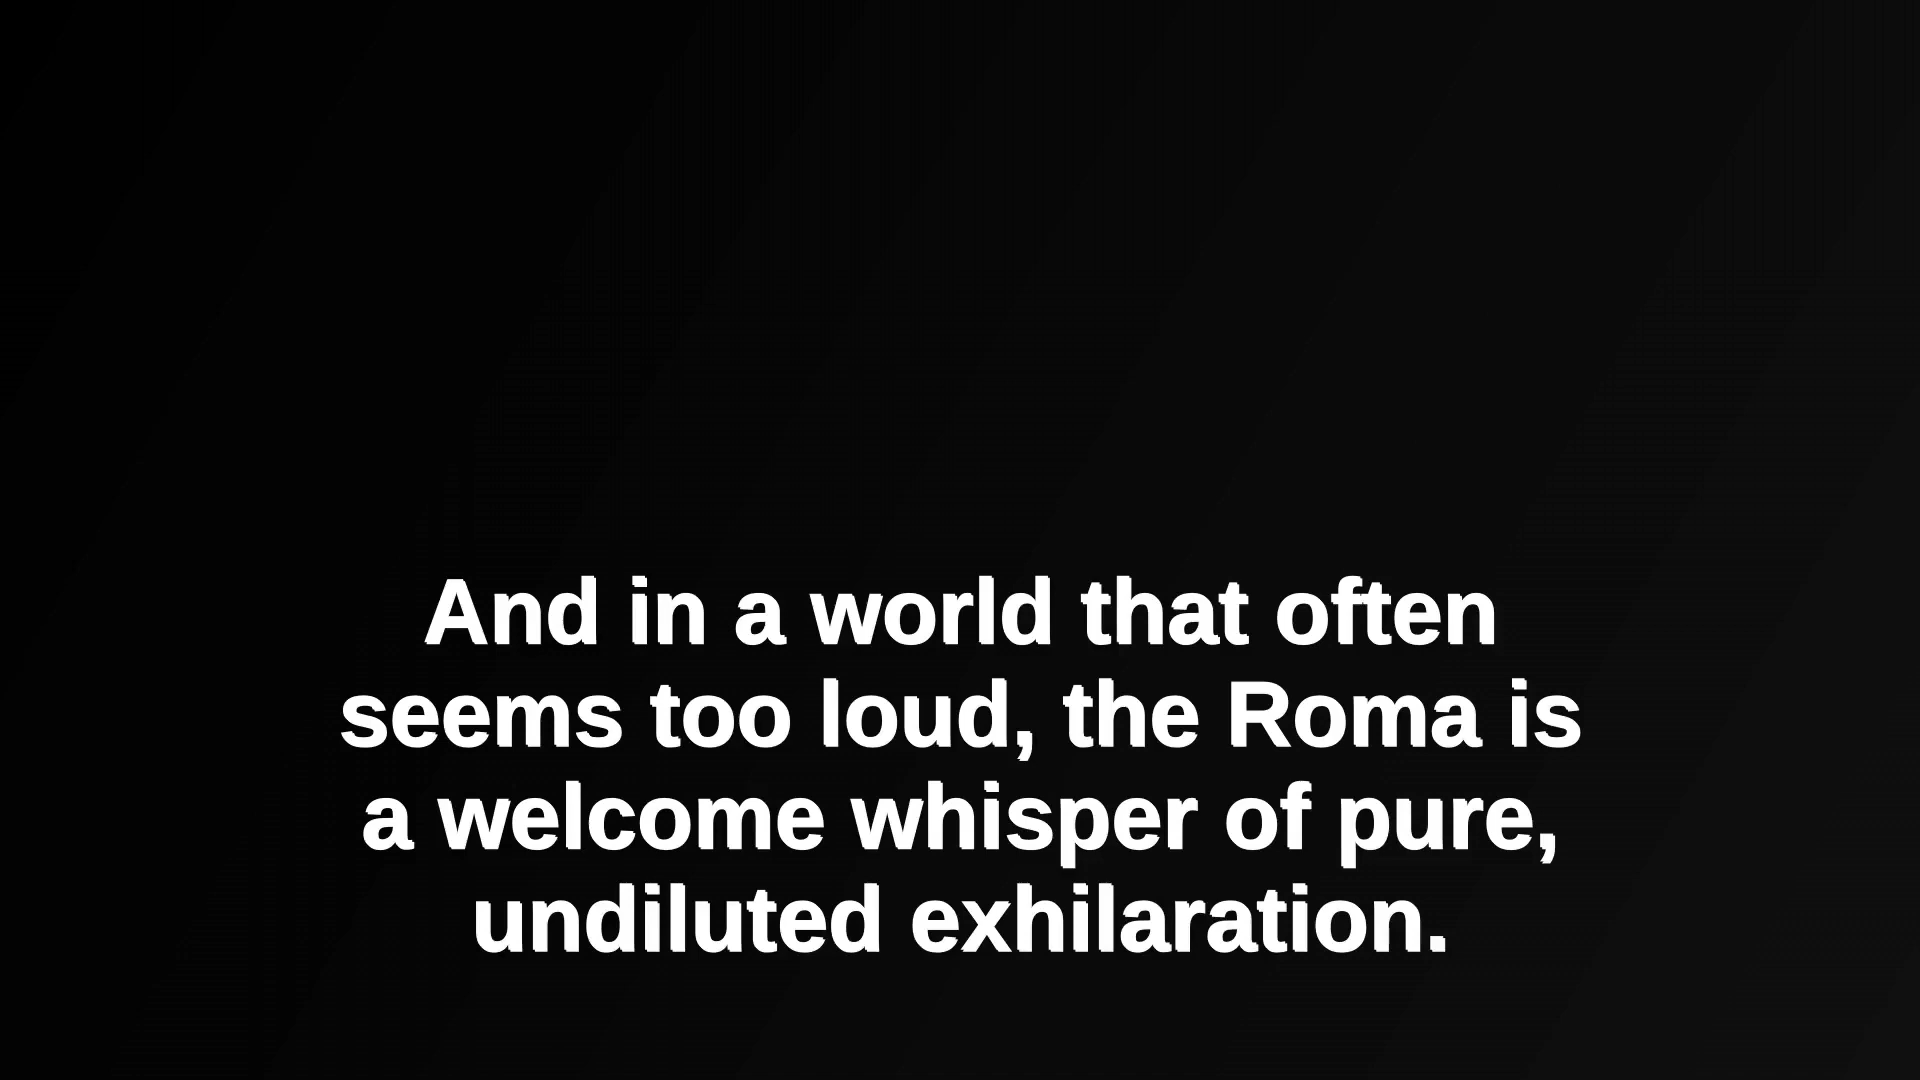 And in a world that often
seems too loud, the Roma is
a welcome whisper of pure,
undiluted exhilaration.